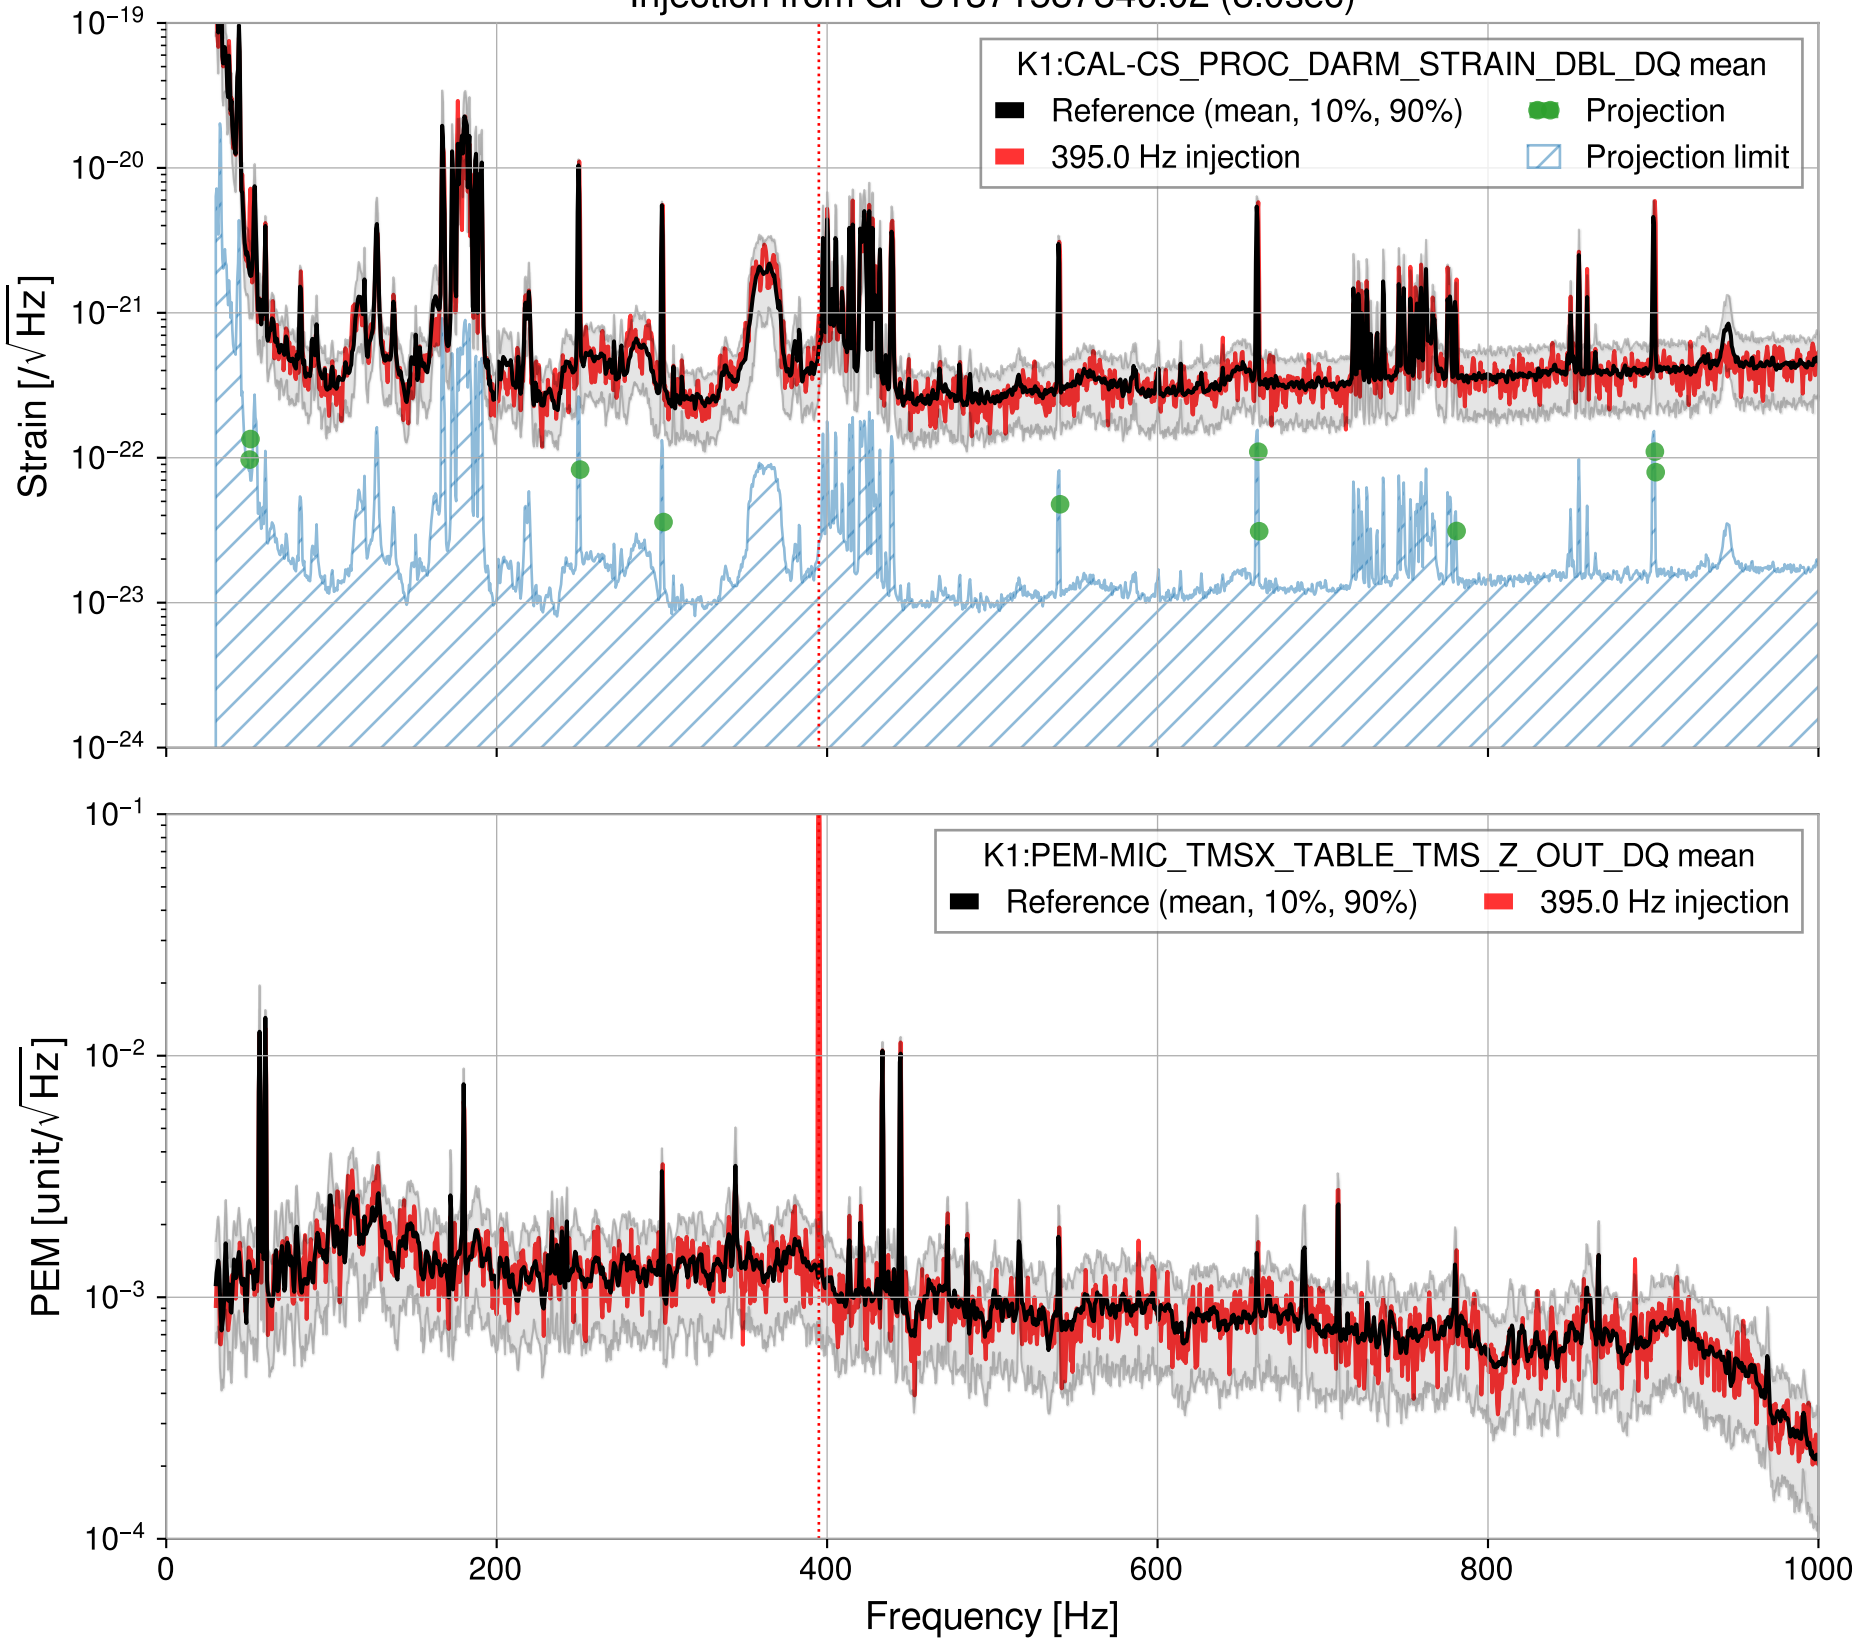 10⁻¹⁹
10⁻²⁰
10⁻²¹
10⁻²²
10⁻²³
10⁻²⁴
Strain [/√Hz]
K1:CAL-CS_PROC_DARM_STRAIN_DBL_DQ mean
Reference (mean, 10%, 90%)
Projection
395.0 Hz injection
Projection limit
10⁻¹
10⁻²
10⁻³
10⁻⁴
PEM [unit/√Hz]
K1:PEM-MIC_TMSX_TABLE_TMS_Z_OUT_DQ mean
Reference (mean, 10%, 90%)
395.0 Hz injection
0 200 400 600 800 1000
Frequency [Hz]